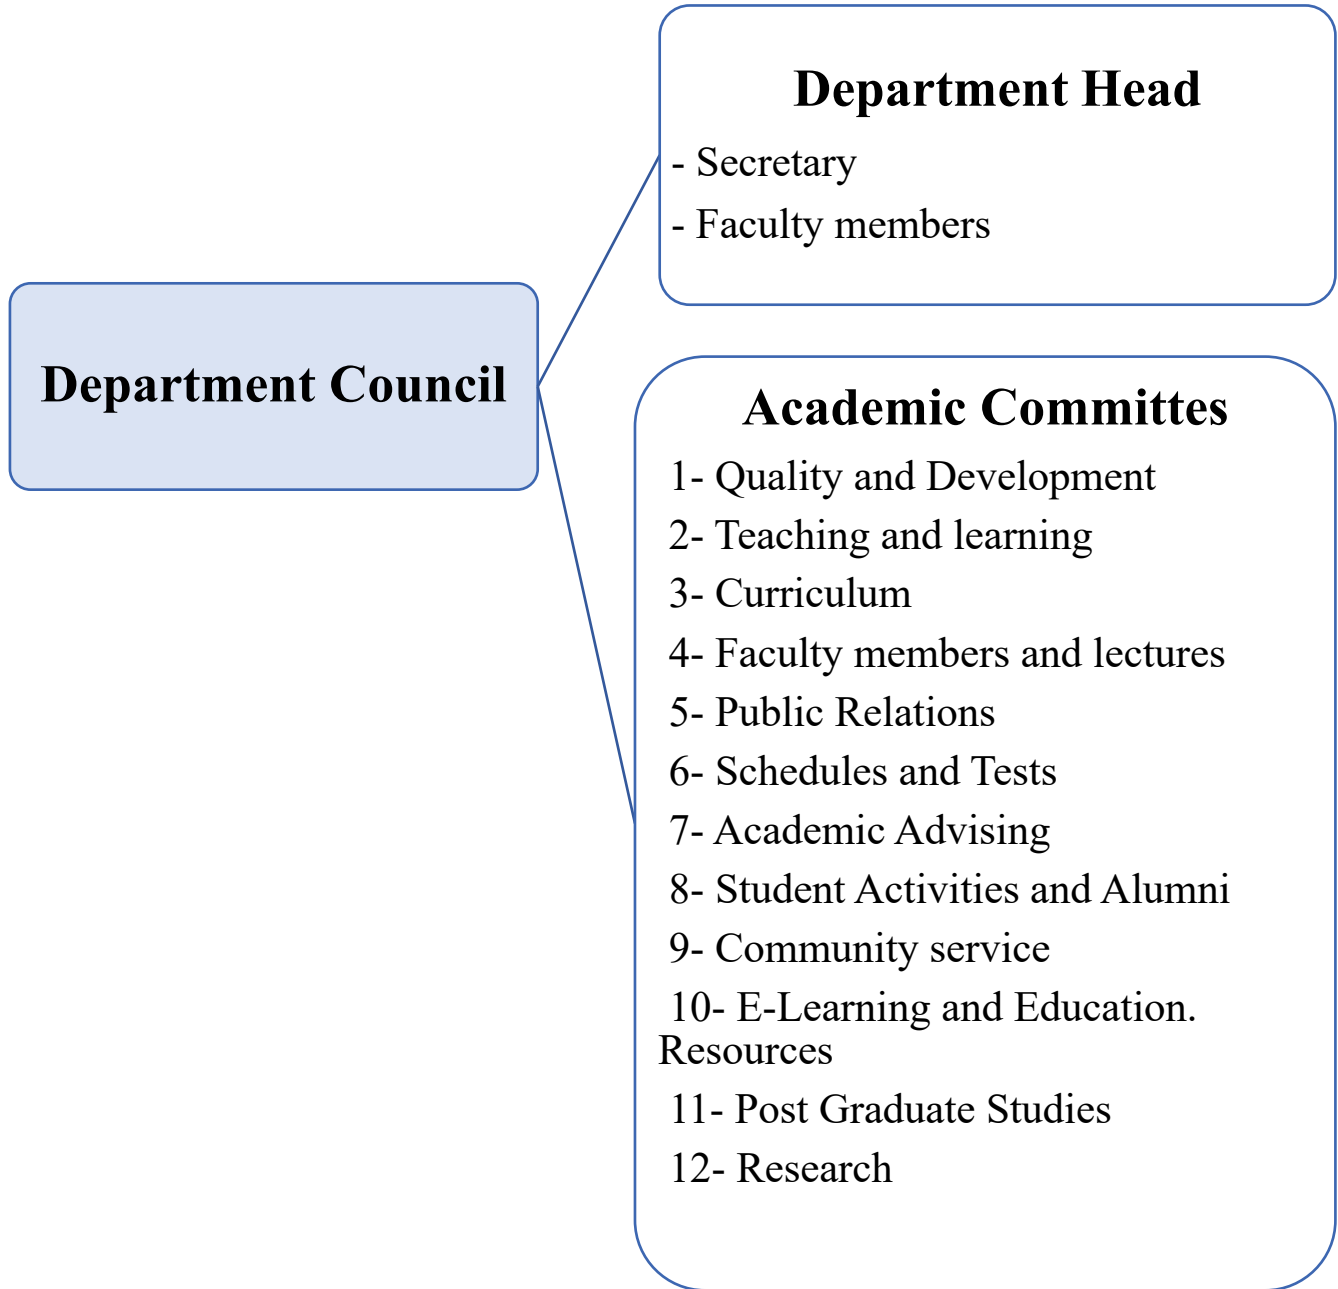 Department Head
- Secretary
- Faculty members
Department Council
Academic Committes
1- Quality and Development
2- Teaching and learning
3- Curriculum
4- Faculty members and lectures
5- Public Relations
6- Schedules and Tests
7- Academic Advising
8- Student Activities and Alumni
9- Community service
10- E-Learning and Education.
Resources
11- Post Graduate Studies
12- Research